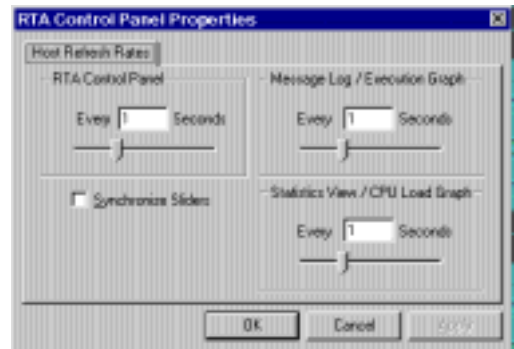 RTA Control Panel Properties
Host Refresh Rates
RTA Control Panel
Every 1 Seconds
Message Log / Execution Graph
Every 1 Seconds
Synchronize Sliders
Statistics View / CPU Load Graph
Every 1 Seconds
OK Cancel Apply